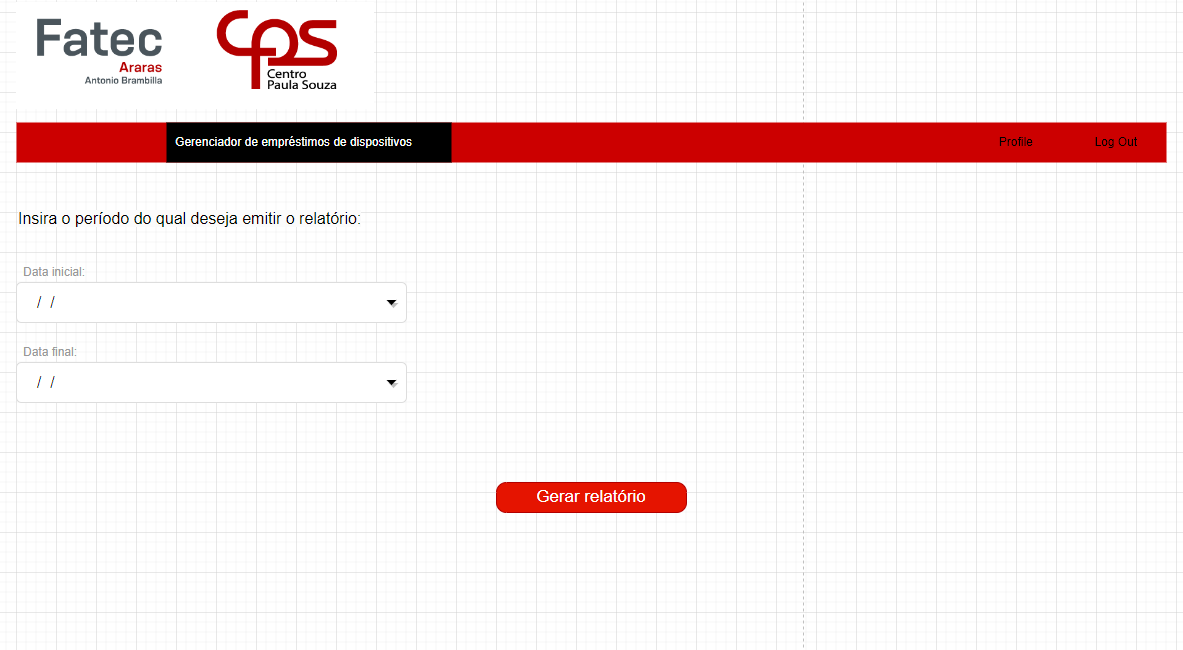 Fatec
Araras
Antonio Brambilla
cps
Centro
Paula Souza
Gerenciador de empréstimos de dispositivos
Profile
Log Out
Insira o período do qual deseja emitir o relatório:
Data inicial:
/ /
Data final:
/ /
Gerar relatório